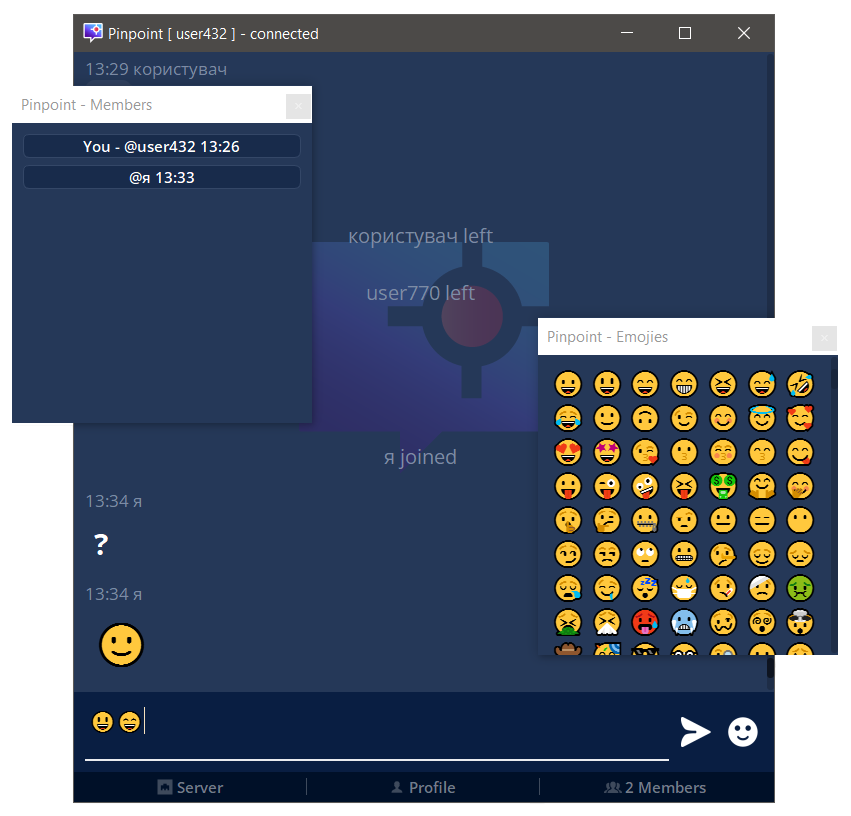 Pinpoint [ user432 ] - connected
13:29 користувач
Pinpoint - Members
You - @user432 13:26
@я 13:33
користувач left
user770 left
Pinpoint - Emojies
я joined
13:34 я
?
13:34 я
🙂
😃😄
Server
Profile
2 Members